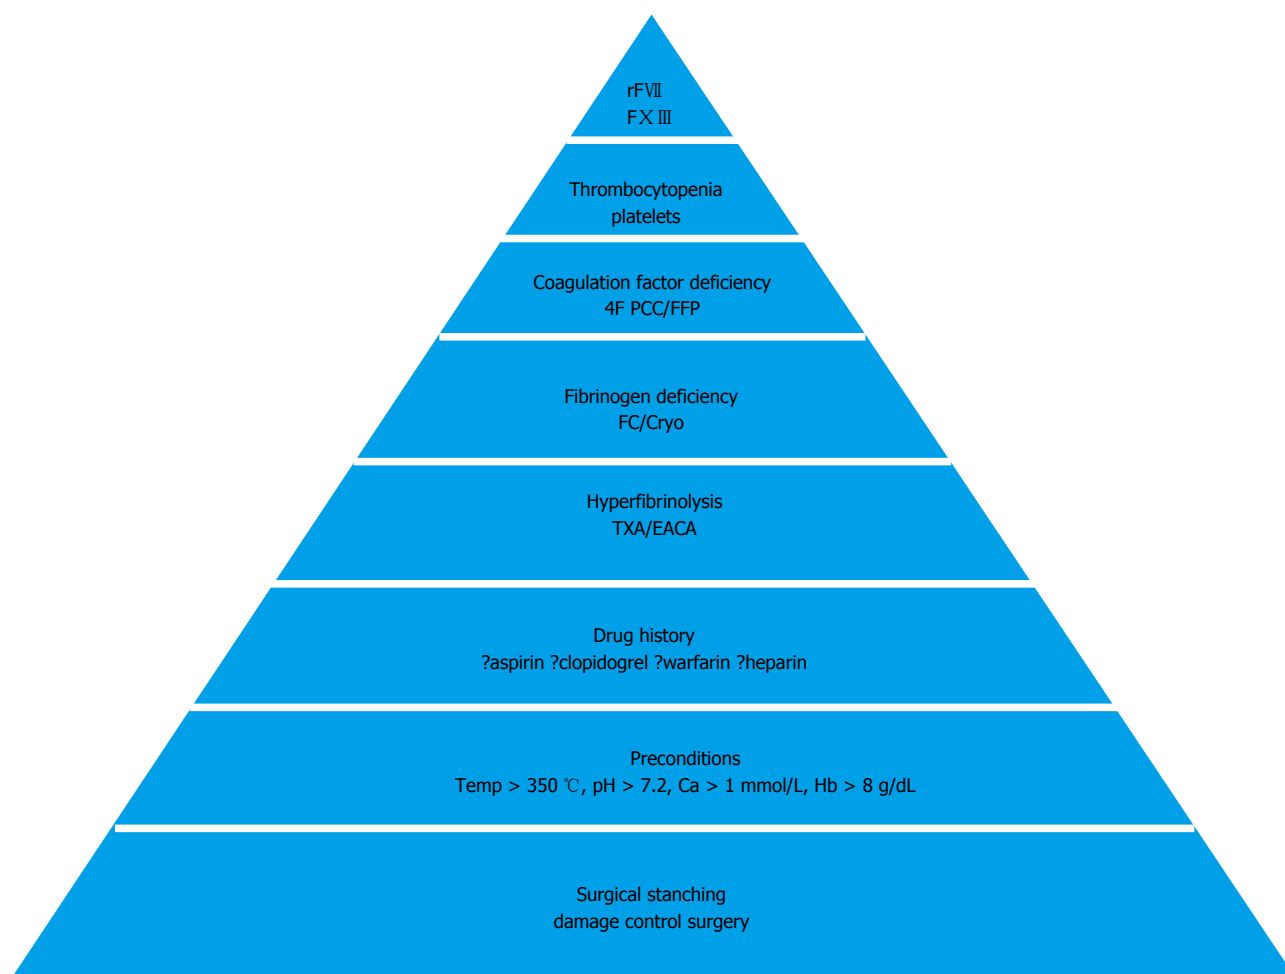 rFⅦ
FⅩⅢ
Thrombocytopenia
platelets
Coagulation factor deficiency
4F PCC/FFP
Fibrinogen deficiency
FC/Cryo
Hyperfibrinolysis
TXA/EACA
Drug history
?aspirin ?clopidogrel ?warfarin ?heparin
Preconditions
Temp > 350 ℃, pH > 7.2, Ca > 1 mmol/L, Hb > 8 g/dL
Surgical stanching
damage control surgery